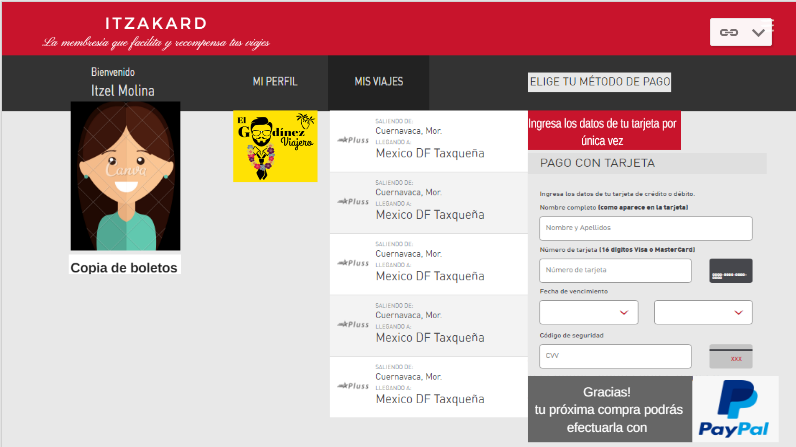 ITZAKARD
La membresía que facilita y recompensa tus viajes
Bienvenido
Itzel Molina
MI PERFIL
MIS VIAJES
ELIGE TU MÉTODO DE PAGO
Canva
Copia de boletos
El
Godínez
Viajero
SALIENDO DE:
Cuernavaca, Mor.
LLEGANDO A:
Mexico DF Taxqueña
Pluss
SALIENDO DE:
Cuernavaca, Mor.
LLEGANDO A:
Mexico DF Taxqueña
Pluss
SALIENDO DE:
Cuernavaca, Mor.
LLEGANDO A:
Mexico DF Taxqueña
Pluss
SALIENDO DE:
Cuernavaca, Mor.
LLEGANDO A:
Mexico DF Taxqueña
Pluss
SALIENDO DE:
Cuernavaca, Mor.
LLEGANDO A:
Mexico DF Taxqueña
Pluss
Ingresa los datos de tu tarjeta por
única vez
PAGO CON TARJETA
Ingresa los datos de tu tarjeta de crédito o débito.
Nombre completo (como aparece en la tarjeta)
Nombre y Apellidos
Número de tarjeta (16 dígitos Visa o MasterCard)
Número de tarjeta
Fecha de vencimiento
Código de seguridad
CVV
XXX
Gracias!
tu próxima compra podrás
efectuarla con
PayPal